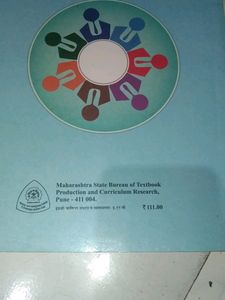 Maharashtra State Bureau of Textbook
Production and Curriculum Research,
Pune - 411 004.
₹ 111.00